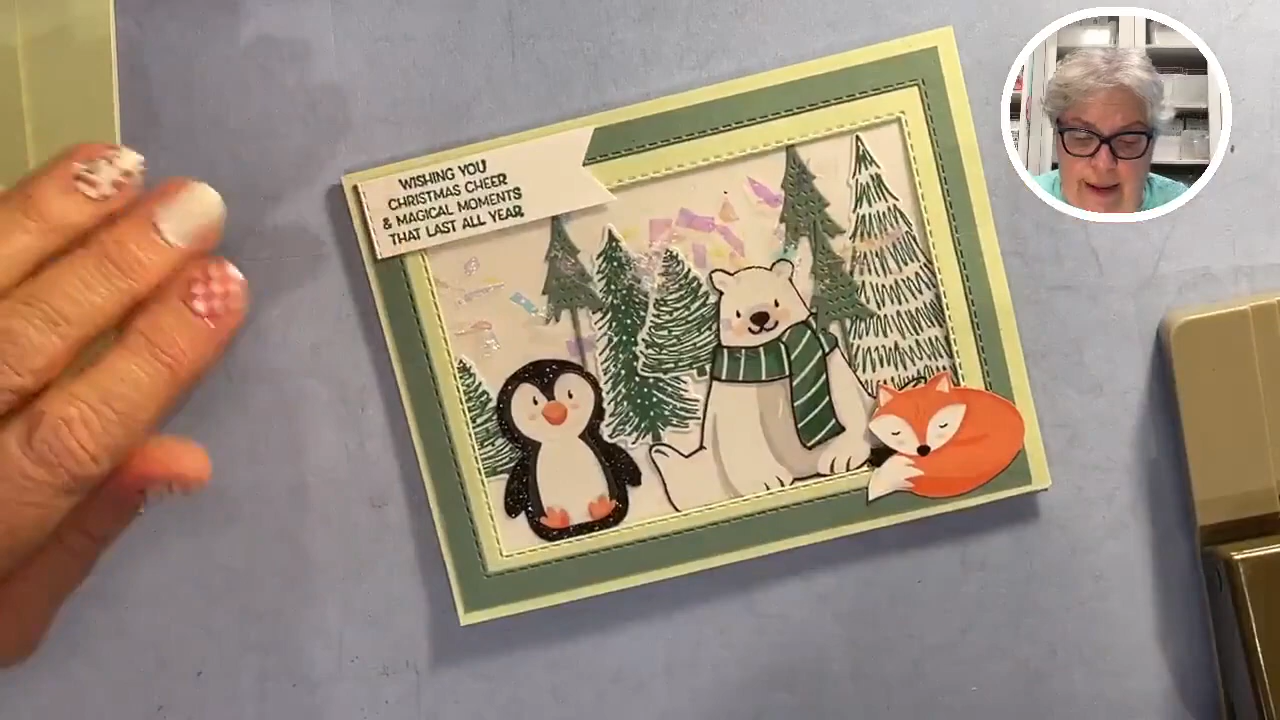 WISHING YOU
CHRISTMAS CHEER
& MAGICAL MOMENTS
THAT LAST ALL YEAR